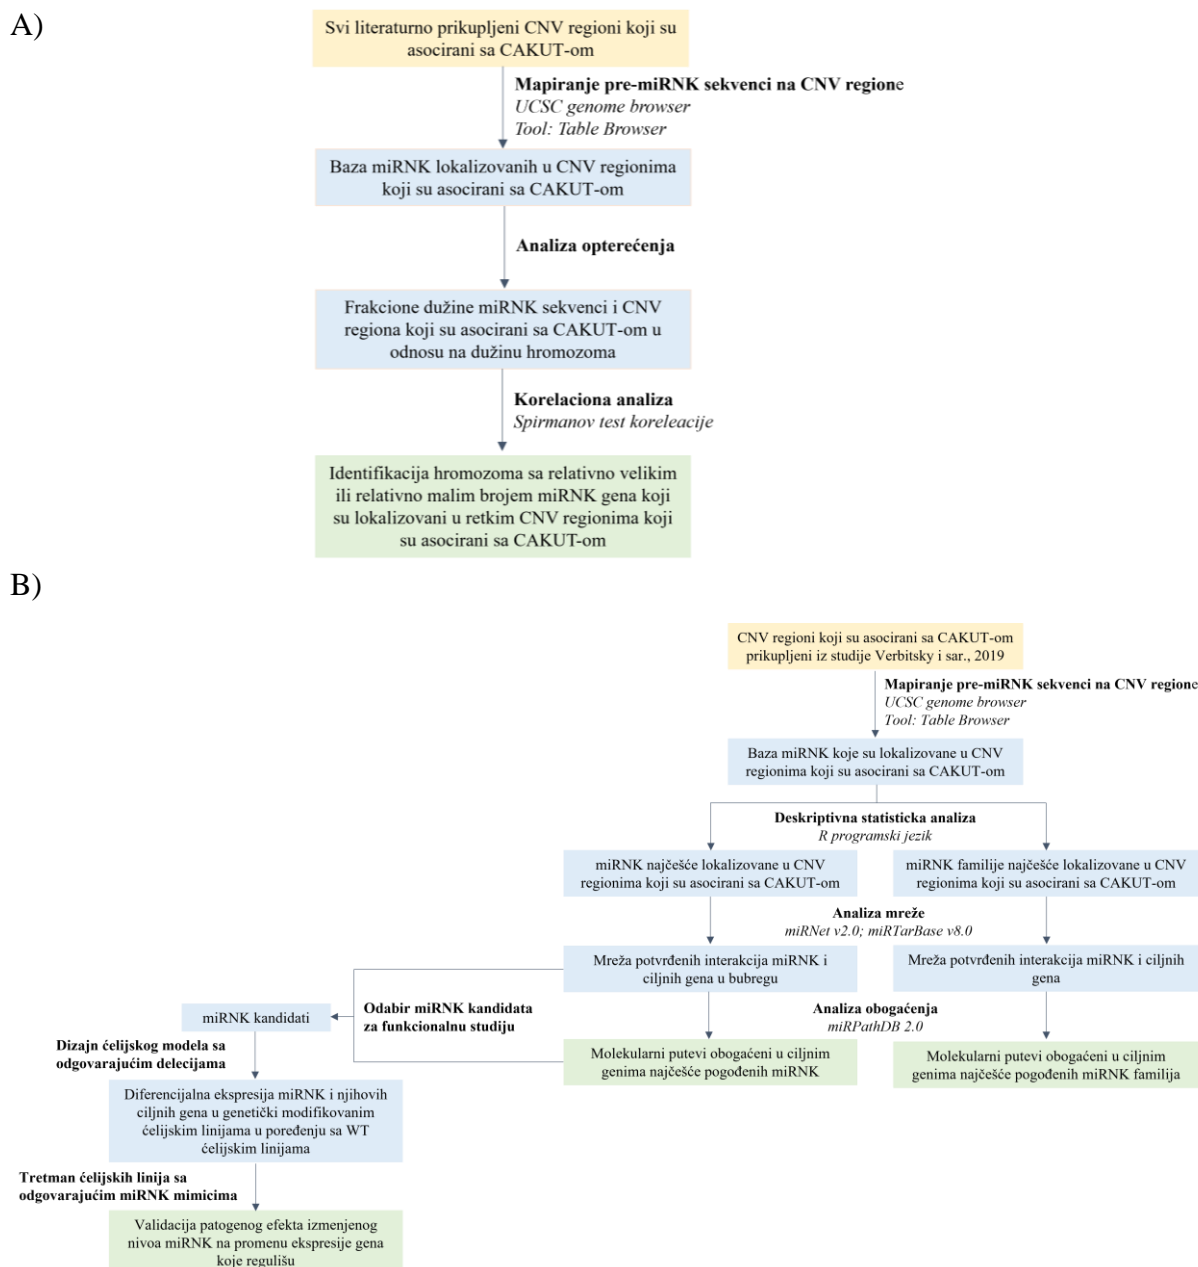 A)
Svi literaturno prikupljeni CNV regioni koji su
asocirani sa CAKUT-om
Mapiranje pre-miRNK sekvenci na CNV regione
UCSC genome browser
Tool: Table Browser
Baza miRNK lokalizovanih u CNV regionima
koji su asocirani sa CAKUT-om
Analiza opterećenja
Frakcione dužine miRNK sekvenci i CNV
regiona koji su asocirani sa CAKUT-om u
odnosu na dužinu hromozoma
Korelaciona analiza
Spirmanov test koreleacije
Identifikacija hromozoma sa relativno velikim
ili relativno malim brojem miRNK gena koji
su lokalizovani u retkim CNV regionima koji
su asocirani sa CAKUT-om
B)
CNV regioni koji su asocirani sa CAKUT-om
prikupljeni iz studije Verbitsky i sar., 2019
Mapiranje pre-miRNK sekvenci na CNV regione
UCSC genome browser
Tool: Table Browser
Baza miRNK koje su lokalizovane u CNV
regionima koji su asocirani sa CAKUT-om
Deskriptivna statisticka analiza
R programski jezik
miRNK najčešće lokalizovane u CNV
regionima koji su asocirani sa CAKUT-om
miRNK familije najčešće lokalizovane u CNV
regionima koji su asocirani sa CAKUT-om
Analiza mreže
miRNet v2.0; miRTarBase v8.0
Mreža potvrđenih interakcija miRNK i
ciljnih gena u bubregu
Mreža potvrđenih interakcija miRNK i ciljnih
gena
Analiza obogaćenja
miRPathDB 2.0
Molekularni putevi obogaćeni u ciljnim
genima najčešće pogođenih miRNK
Molekularni putevi obogaćeni u ciljnim
genima najčešće pogođenih miRNK familija
Odabir miRNK kandidata
za funkcionalnu studiju
miRNK kandidati
Dizajn ćelijskog modela sa
odgovarajućim delecijama
Diferencijalna ekspresija miRNK i njihovih
ciljnih gena u genetički modifikovanim
ćelijskim linijama u poređenju sa WT
ćelijskim linijama
Tretman ćelijskih linija sa
odgovarajućim miRNK mimicima
Validacija patogenog efekta izmenjenog
nivoa miRNK na promenu ekspresije gena
koje regulišu